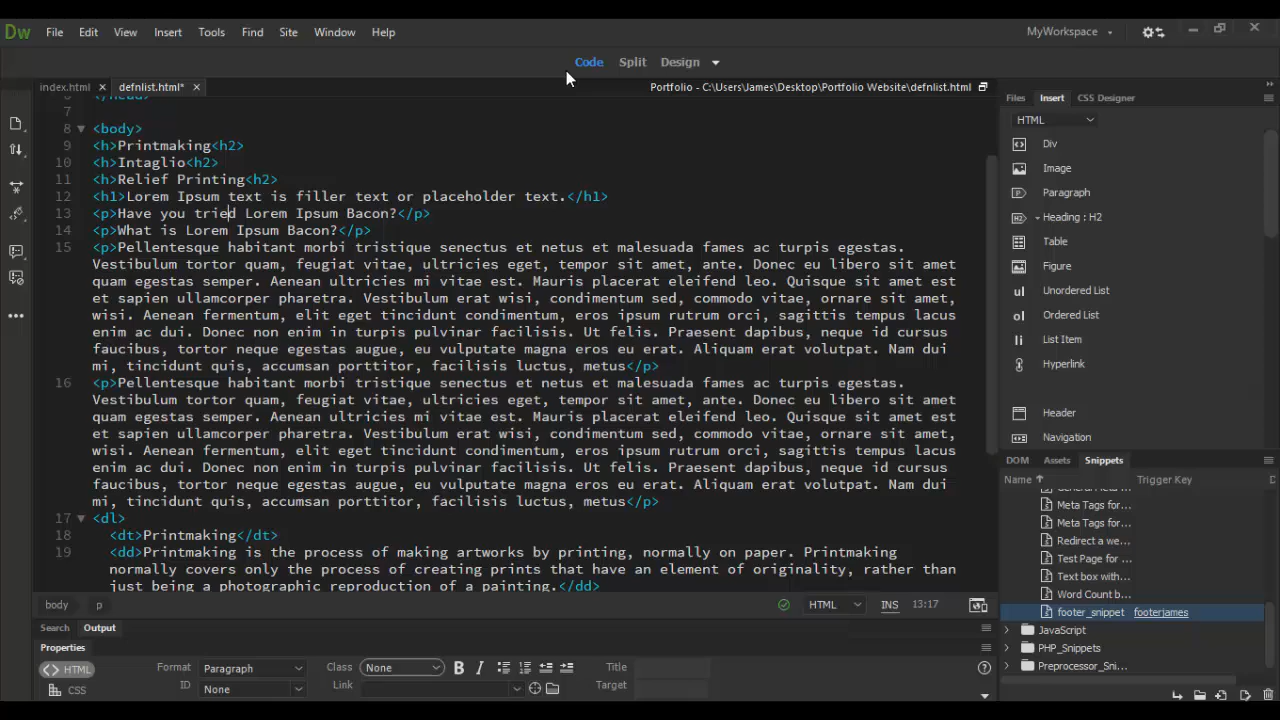 Dw File Edit View Insert Tools Find Site Window Help MyWorkspace
Code Split Design
index.html × defnlist.html* × Portfolio - C:\Users\James\Desktop\Portfolio Website\defnlist.html
7
8 <body>
9 <h>Printmaking<h2>
10 <h>Intaglio<h2>
11 <h>Relief Printing<h2>
12 <h1>Lorem Ipsum text is filler text or placeholder text.</h1>
13 <p>Have you tried Lorem Ipsum Bacon?</p>
14 <p>What is Lorem Ipsum Bacon?</p>
15 <p>Pellentesque habitant morbi tristique senectus et netus et malesuada fames ac turpis egestas.
Vestibulum tortor quam, feugiat vitae, ultricies eget, tempor sit amet, ante. Donec eu libero sit amet
quam egestas semper. Aenean ultricies mi vitae est. Mauris placerat eleifend leo. Quisque sit amet
et sapien ullamcorper pharetra. Vestibulum erat wisi, condimentum sed, commodo vitae, ornare sit amet,
wisi. Aenean fermentum, elit eget tincidunt condimentum, eros ipsum rutrum orci, sagittis tempus lacus
enim ac dui. Donec non enim in turpis pulvinar facilisis. Ut felis. Praesent dapibus, neque id cursus
faucibus, tortor neque egestas augue, eu vulputate magna eros eu erat. Aliquam erat volutpat. Nam dui
mi, tincidunt quis, accumsan porttitor, facilisis luctus, metus</p>
16 <p>Pellentesque habitant morbi tristique senectus et netus et malesuada fames ac turpis egestas.
Vestibulum tortor quam, feugiat vitae, ultricies eget, tempor sit amet, ante. Donec eu libero sit amet
quam egestas semper. Aenean ultricies mi vitae est. Mauris placerat eleifend leo. Quisque sit amet
et sapien ullamcorper pharetra. Vestibulum erat wisi, condimentum sed, commodo vitae, ornare sit amet,
wisi. Aenean fermentum, elit eget tincidunt condimentum, eros ipsum rutrum orci, sagittis tempus lacus
enim ac dui. Donec non enim in turpis pulvinar facilisis. Ut felis. Praesent dapibus, neque id cursus
faucibus, tortor neque egestas augue, eu vulputate magna eros eu erat. Aliquam erat volutpat. Nam dui
mi, tincidunt quis, accumsan porttitor, facilisis luctus, metus</p>
17 <dl>
18 <dt>Printmaking</dt>
19 <dd>Printmaking is the process of making artworks by printing, normally on paper. Printmaking
normally covers only the process of creating prints that have an element of originality, rather than
just being a photographic reproduction of a painting.</dd>
body p HTML INS 13:17
Search Output
Properties
<> HTML Format Paragraph Class None B I Title
CSS ID None Link Target
Files Insert CSS Designer
HTML
Div
Image
Paragraph
H2 Heading : H2
Table
Figure
ul Unordered List
ol Ordered List
li List Item
Hyperlink
Header
Navigation
DOM Assets Snippets
Name Trigger Key D
Meta Tags for...
Meta Tags for...
Redirect a we...
Test Page for ...
Text box with...
Word Count b...
footer_snippet footerjames
JavaScript
PHP_Snippets
Preprocessor_Sni...